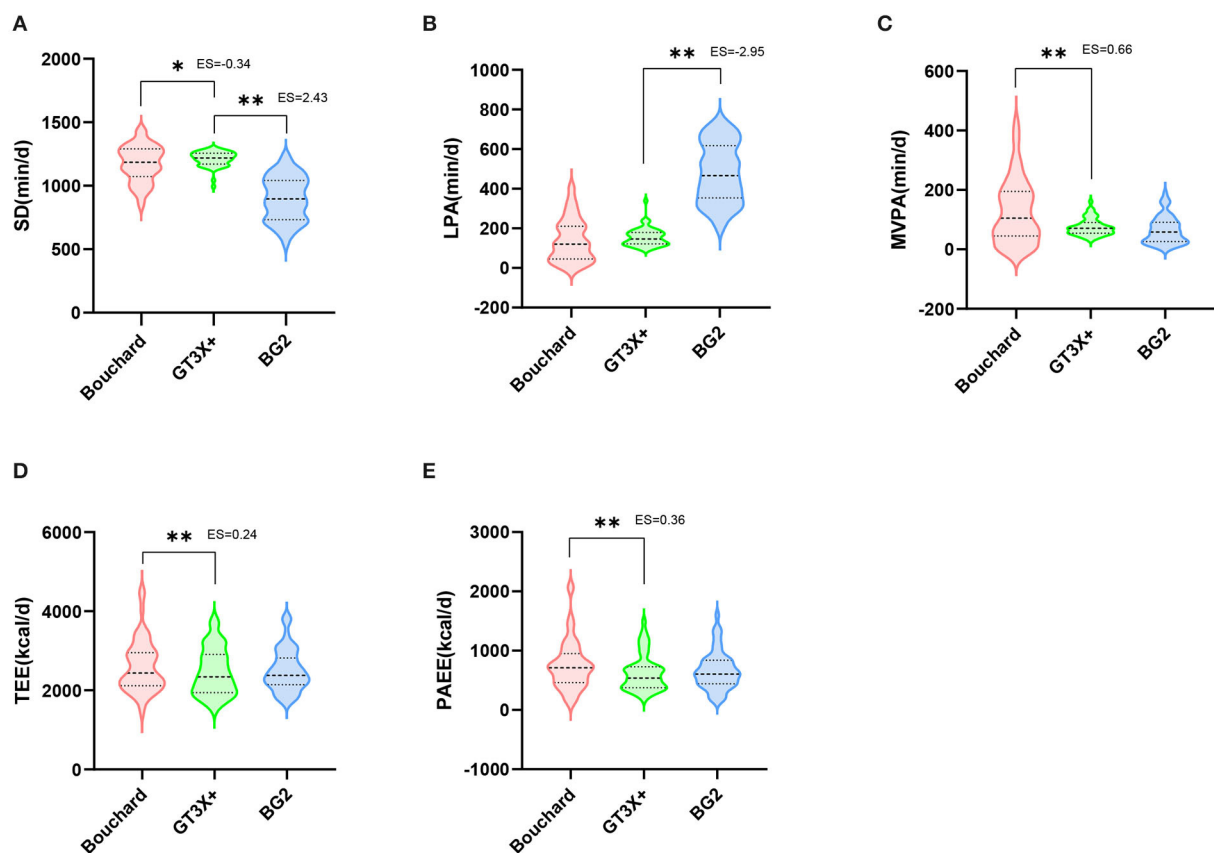 A
SD(min/d)
2000
1500
1000
500
0
* ES=-0.34
** ES=2.43
Bouchard
GT3X+
BG2
B
LPA(min/d)
1000
800
600
400
200
0
-200
** ES=-2.95
Bouchard
GT3X+
BG2
C
MVPA(min/d)
600
400
200
0
-200
** ES=0.66
Bouchard
GT3X+
BG2
D
TEE(kcal/d)
6000
4000
2000
0
** ES=0.24
Bouchard
GT3X+
BG2
E
PAEE(kcal/d)
3000
2000
1000
0
-1000
** ES=0.36
Bouchard
GT3X+
BG2